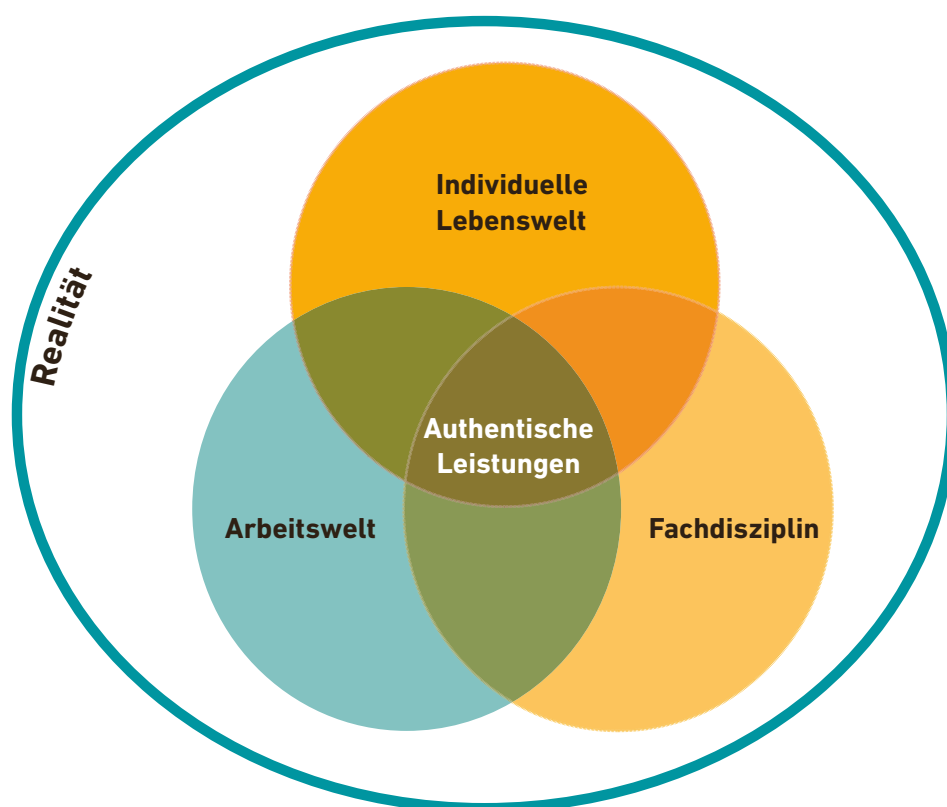 Individuelle
Lebenswelt
Realität
Authentische
Leistungen
Arbeitswelt
Fachdisziplin